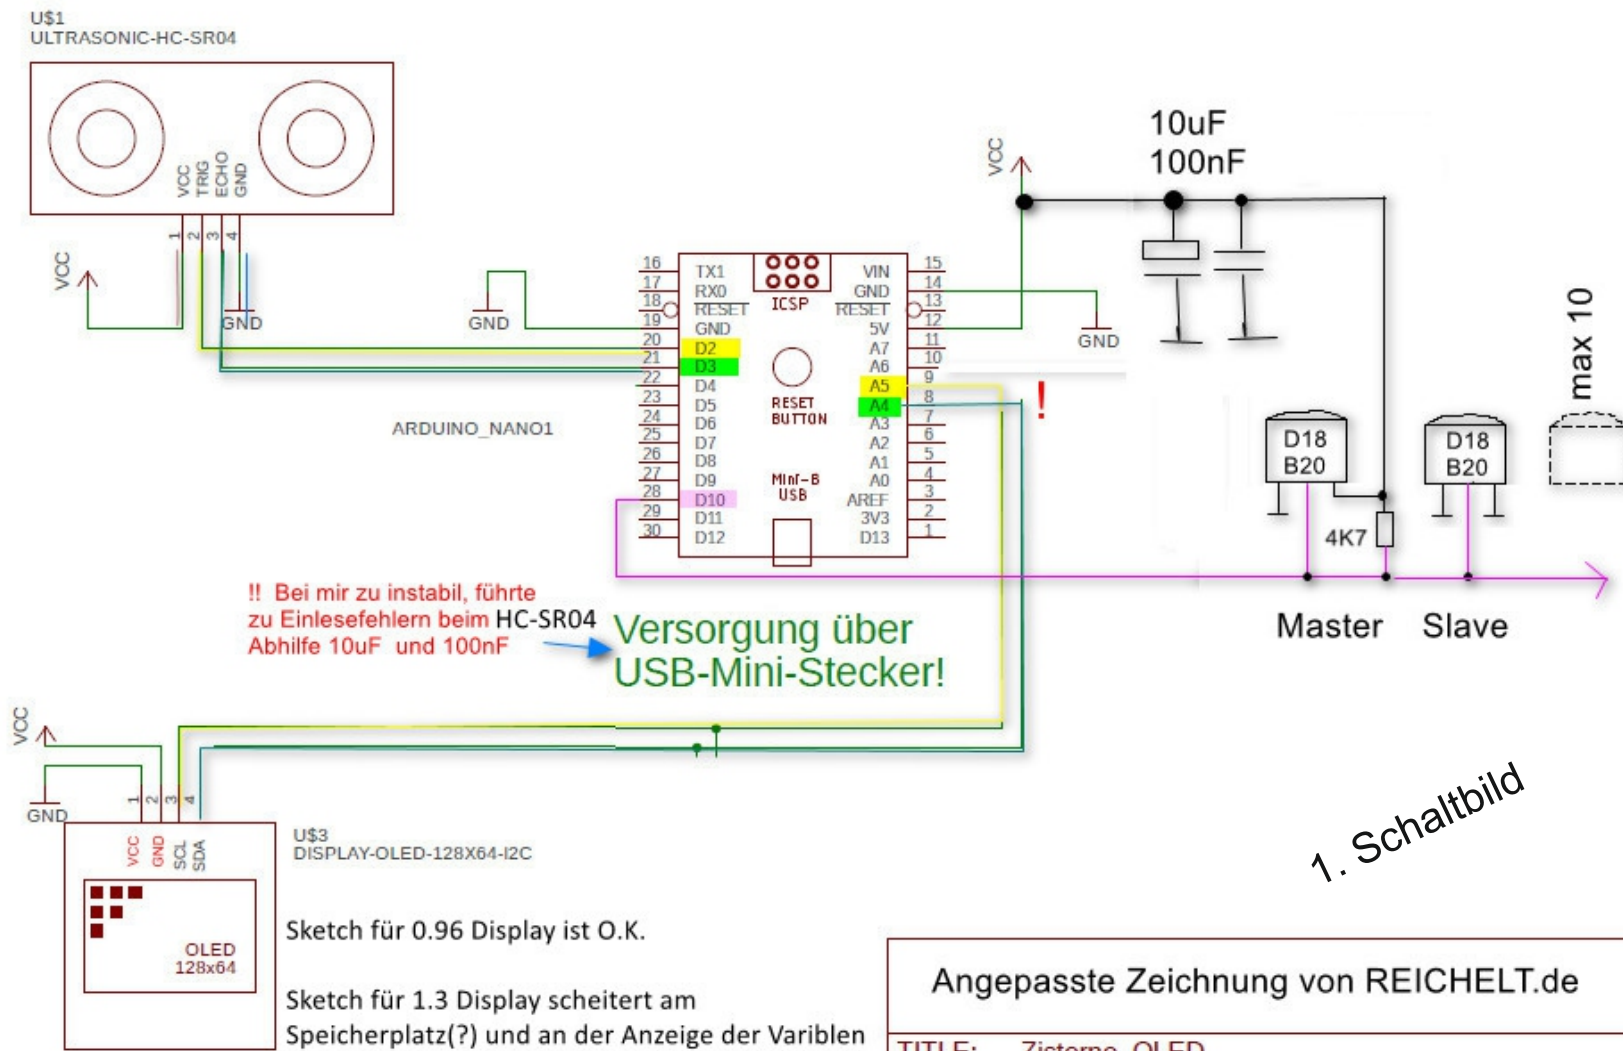 U$1
ULTRASONIC-HC-SR04
VCC
TRIG
ECHO
GND
1
2
3
4
VCC
GND
GND
ARDUINO_NANO1
16
17
18
19
20
21
22
23
24
25
26
27
28
29
30
TX1
RX0
RESET
GND
D2
D3
D4
D5
D6
D7
D8
D9
D10
D11
D12
ICSP
RESET
BUTTON
Mini-B
USB
VIN
GND
RESET
5V
A7
A6
A5
A4
A3
A2
A1
A0
AREF
3V3
D13
15
14
13
12
11
10
9
8
7
6
5
4
3
2
1
VCC
GND
!
10uF
100nF
D18
B20
D18
B20
max 10
4K7
Master
Slave
!! Bei mir zu instabil, führte
zu Einlesefehlern beim HC-SR04
Abhilfe 10uF und 100nF
Versorgung über
USB-Mini-Stecker!
VCC
GND
1
2
3
4
VCC
GND
SCL
SDA
OLED
128x64
U$3
DISPLAY-OLED-128X64-I2C
Sketch für 0.96 Display ist O.K.
Sketch für 1.3 Display scheitert am
Speicherplatz(?) und an der Anzeige der Variblen
1. Schaltbild
Angepasste Zeichnung von REICHELT.de
TITLE: Zisterne_OLED